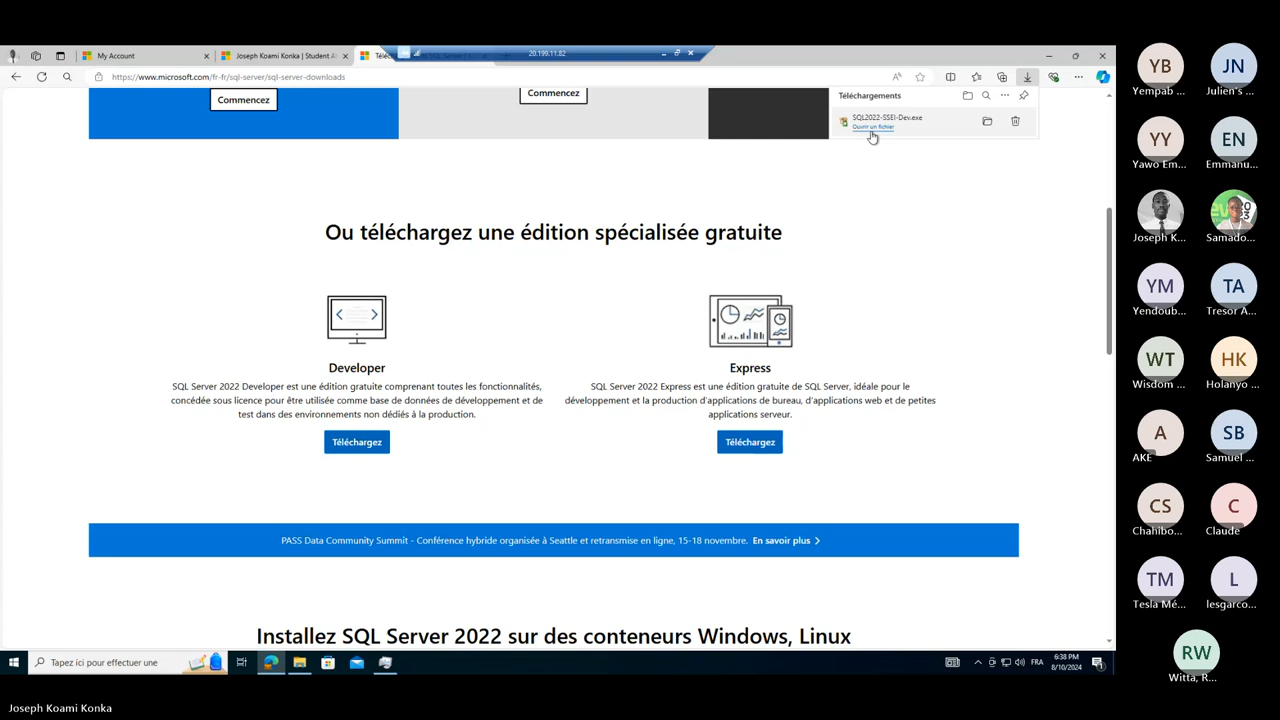 20.199.11.82
My Account
Joseph Koami Konka | Student A
https://www.microsoft.com/fr-fr/sql-server/sql-server-downloads
Commencez
Commencez
Téléchargements
SQL2022-SSEI-Dev.exe
Ouvrir un fichier
Ou téléchargez une édition spécialisée gratuite
Developer
SQL Server 2022 Developer est une édition gratuite comprenant toutes les fonctionnalités,
concédée sous licence pour être utilisée comme base de données de développement et de
test dans des environnements non dédiés à la production.
Téléchargez
Express
SQL Server 2022 Express est une édition gratuite de SQL Server, idéale pour le
développement et la production d'applications de bureau, d'applications web et de petites
applications serveur.
Téléchargez
PASS Data Community Summit - Conférence hybride organisée à Seattle et retransmise en ligne, 15-18 novembre. En savoir plus
Installez SQL Server 2022 sur des conteneurs Windows, Linux
Tapez ici pour effectuer une
FR
6:38 PM
8/10/2024
YB
Yempab ...
JN
Julien's ...
YY
Yawo Em...
EN
Emmanu...
Joseph K...
Samado...
YM
Yendoub...
TA
Tresor A...
WT
Wisdom ...
HK
Holanyo ...
A
AKE
SB
Samuel ...
CS
Chahibo...
C
Claude
TM
Tesla Mé...
L
lesgarco...
RW
Witta, R...
Joseph Koami Konka